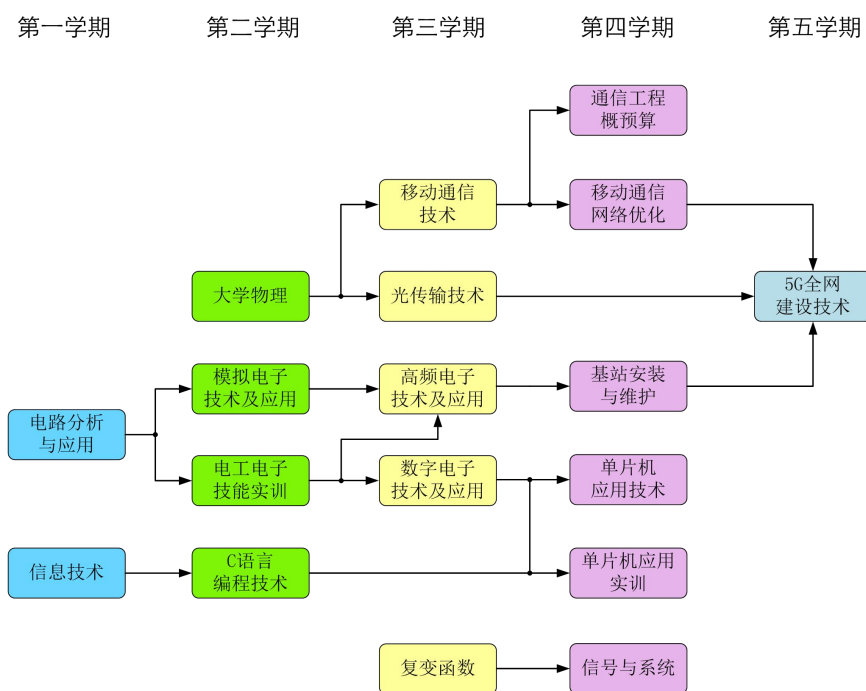 第一学期
第二学期
第三学期
第四学期
第五学期
通信工程
概预算
移动通信
技术
移动通信
网络优化
大学物理
光传输技术
5G全网
建设技术
模拟电子
技术及应用
高频电子
技术及应用
基站安装
与维护
电路分析
与应用
电工电子
技能实训
数字电子
技术及应用
单片机
应用技术
信息技术
C语言
编程技术
单片机应用
实训
复变函数
信号与系统